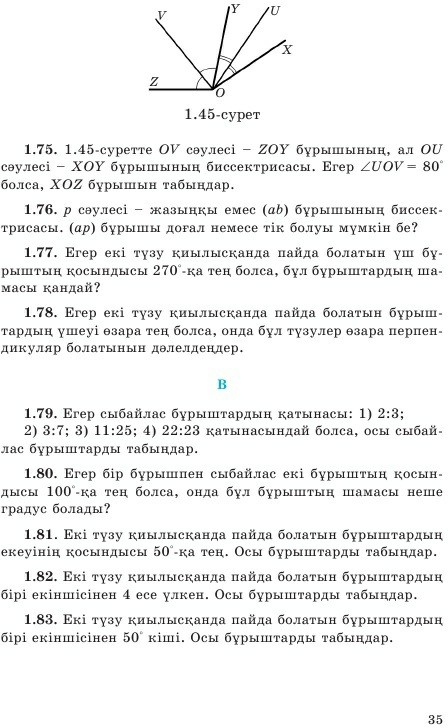 V
Y
U
X
Z
O
1.45-сурет
1.75. 1.45-суретте OV сәулесі – ZOY бұрышының, ал OU
сәулесі – XOY бұрышының биссектрисасы. Егер ∠UOV = 80°
болса, XOZ бұрышын табыңдар.
1.76. p сәулесі – жазыңқы емес (ab) бұрышының биссек-
трисасы. (ap) бұрышы доғал немесе тік болуы мүмкін бе?
1.77. Егер екі түзу қиылысқанда пайда болатын үш бұ-
рыштың қосындысы 270°-қа тең болса, бұл бұрыштардың ша-
масы қандай?
1.78. Егер екі түзу қиылысқанда пайда болатын бұрыш-
тардың үшеуі өзара тең болса, онда бұл түзулер өзара перпен-
дикуляр болатынын дәлелдеңдер.
В
1.79. Егер сыбайлас бұрыштардың қатынасы: 1) 2:3;
2) 3:7; 3) 11:25; 4) 22:23 қатынасындай болса, осы сыбай-
лас бұрыштарды табыңдар.
1.80. Егер бір бұрышпен сыбайлас екі бұрыштың қосын-
дысы 100°-қа тең болса, онда бұл бұрыштың шамасы неше
градус болады?
1.81. Екі түзу қиылысқанда пайда болатын бұрыштардың
екеуінің қосындысы 50°-қа тең. Осы бұрыштарды табыңдар.
1.82. Екі түзу қиылысқанда пайда болатын бұрыштардың
бірі екіншісінен 4 есе үлкен. Осы бұрыштарды табыңдар.
1.83. Екі түзу қиылысқанда пайда болатын бұрыштардың
бірі екіншісінен 50° кіші. Осы бұрыштарды табыңдар.
35